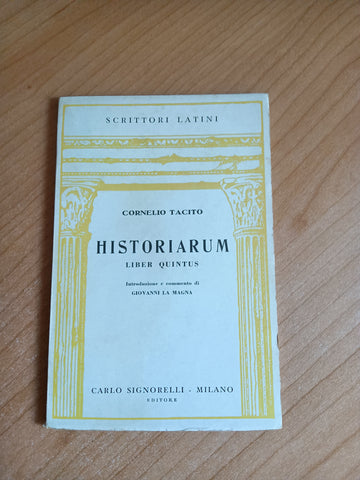 SCRITTORI LATINI
CORNELIO TACITO
HISTORIARUM
LIBER QUINTUS
Introduzione e commento di
GIOVANNI LA MAGNA
CARLO SIGNORELLI - MILANO
EDITORE